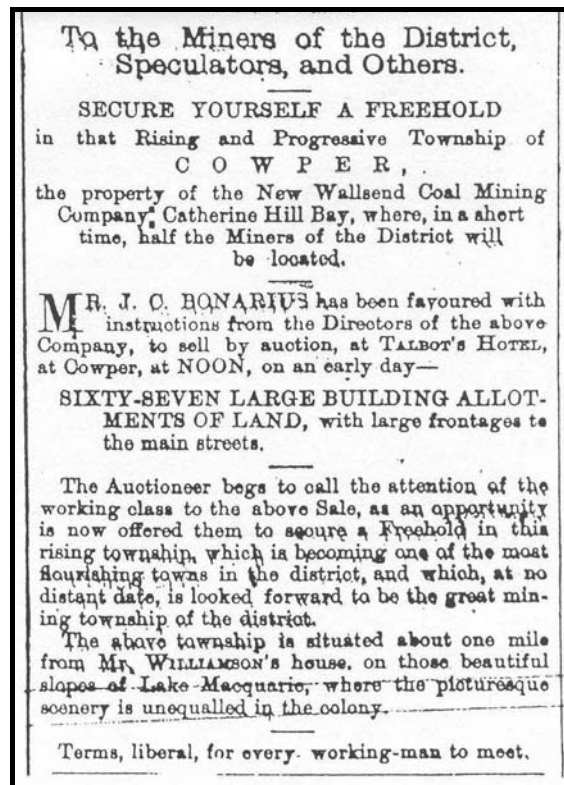 To the Miners of the District,
Speculators, and Others.
SECURE YOURSELF A FREEHOLD
in that Rising and Progressive Township of
COWPER,
the property of the New Wallsend Coal Mining
Company, Catherine Hill Bay, where, in a short
time, half the Miners of the District will
be located.
MR. J. C. BONARIUS has been favoured with
instructions from the Directors of the above
Company, to sell by auction, at TALBOT'S HOTEL,
at Cowper, at NOON, on an early day—
SIXTY-SEVEN LARGE BUILDING ALLOT-
MENTS OF LAND, with large frontages to
the main streets.
The Auctioneer begs to call the attention of the
working class to the above Sale, as an opportunity
is now offered them to secure a Freehold in this
rising township, which is becoming one of the most
flourishing towns in the district, and which, at no
distant date, is looked forward to be the great min-
ing township of the district.
The above township is situated about one mile
from Mr. WILLIAMSON's house, on those beautiful
slopes of Lake Macquarie, where the picturesque
scenery is unequalled in the colony.
Terms, liberal, for every working-man to meet.